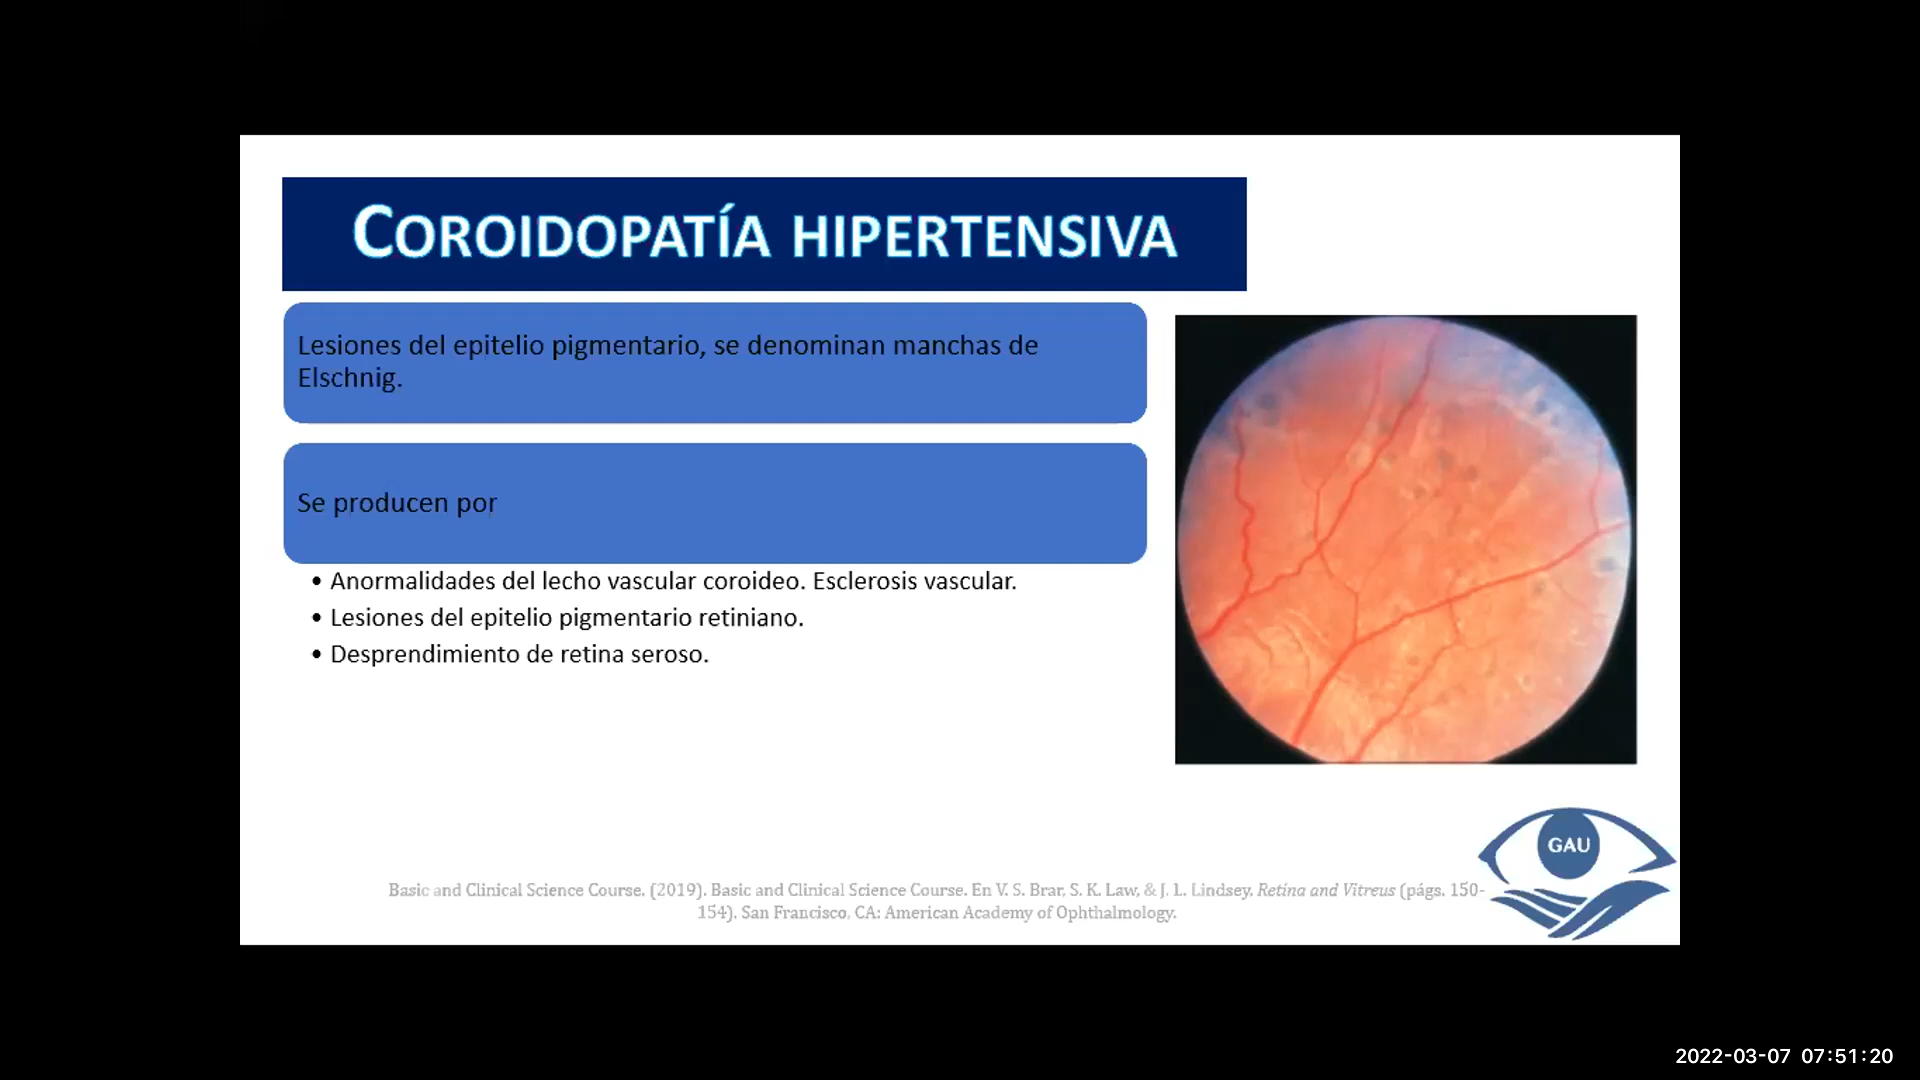 COROIDOPATÍA HIPERTENSIVA
Lesiones del epitelio pigmentario, se denominan manchas de
Elschnig.
Se producen por
• Anormalidades del lecho vascular coroideo. Esclerosis vascular.
• Lesiones del epitelio pigmentario retiniano.
• Desprendimiento de retina seroso.
GAU
Basic and Clinical Science Course. (2019). Basic and Clinical Science Course. En V. S. Brar, S. K. Law, & J. L. Lindsey, Retina and Vitreus (págs. 150-
154). San Francisco, CA: American Academy of Ophthalmology.
2022-03-07 07:51:20